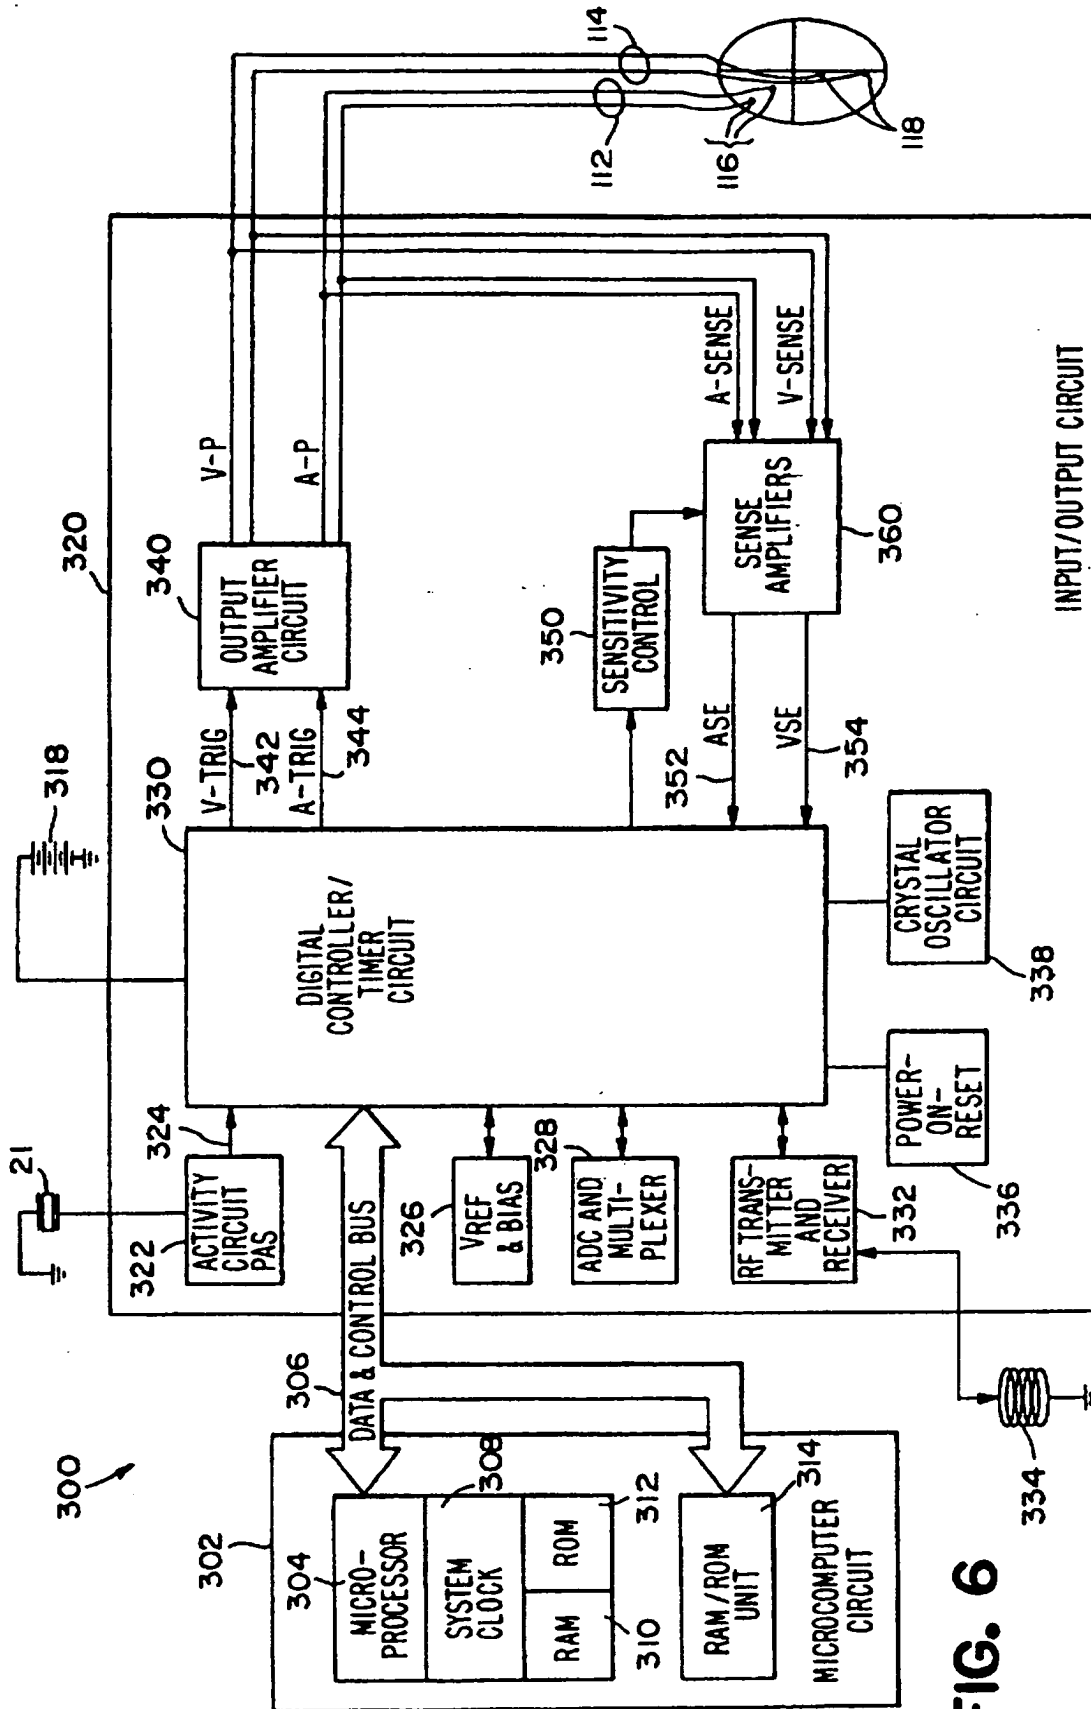 300
302
304
MICRO-
PROCESSOR
SYSTEM
CLOCK
308
RAM
ROM
310
312
RAM/ROM
UNIT
314
MICROCOMPUTER
CIRCUIT
306
DATA & CONTROL BUS
21
322
ACTIVITY
CIRCUIT
PAS
324
326
VREF
& BIAS
328
ADC AND
MULTI-
PLEXER
RF TRANS-
MITTER
AND
RECEIVER
332
334
318
330
DIGITAL
CONTROLLER/
TIMER
CIRCUIT
POWER-
ON-
RESET
336
CRYSTAL
OSCILLATOR
CIRCUIT
338
320
V-TRIG
342
A-TRIG
344
340
OUTPUT
AMPLIFIER
CIRCUIT
V-P
A-P
350
SENSITIVITY
CONTROL
352
ASE
VSE
354
SENSE
AMPLIFIERS
360
A-SENSE
V-SENSE
INPUT/OUTPUT CIRCUIT
112
114
116
118
FIG. 6